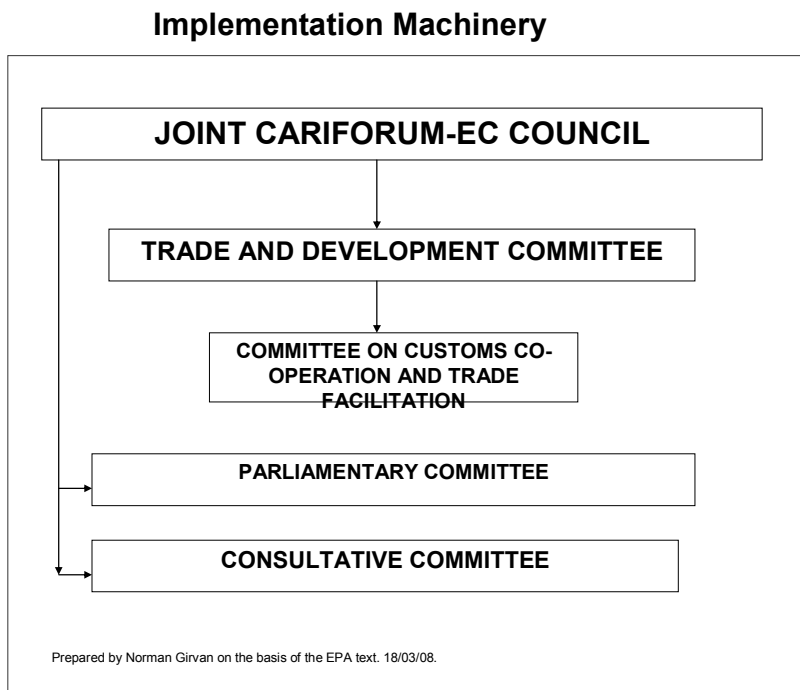 Implementation Machinery
JOINT CARIFORUM-EC COUNCIL
TRADE AND DEVELOPMENT COMMITTEE
COMMITTEE ON CUSTOMS CO-
OPERATION AND TRADE
FACILITATION
PARLIAMENTARY COMMITTEE
CONSULTATIVE COMMITTEE
Prepared by Norman Girvan on the basis of the EPA text. 18/03/08.